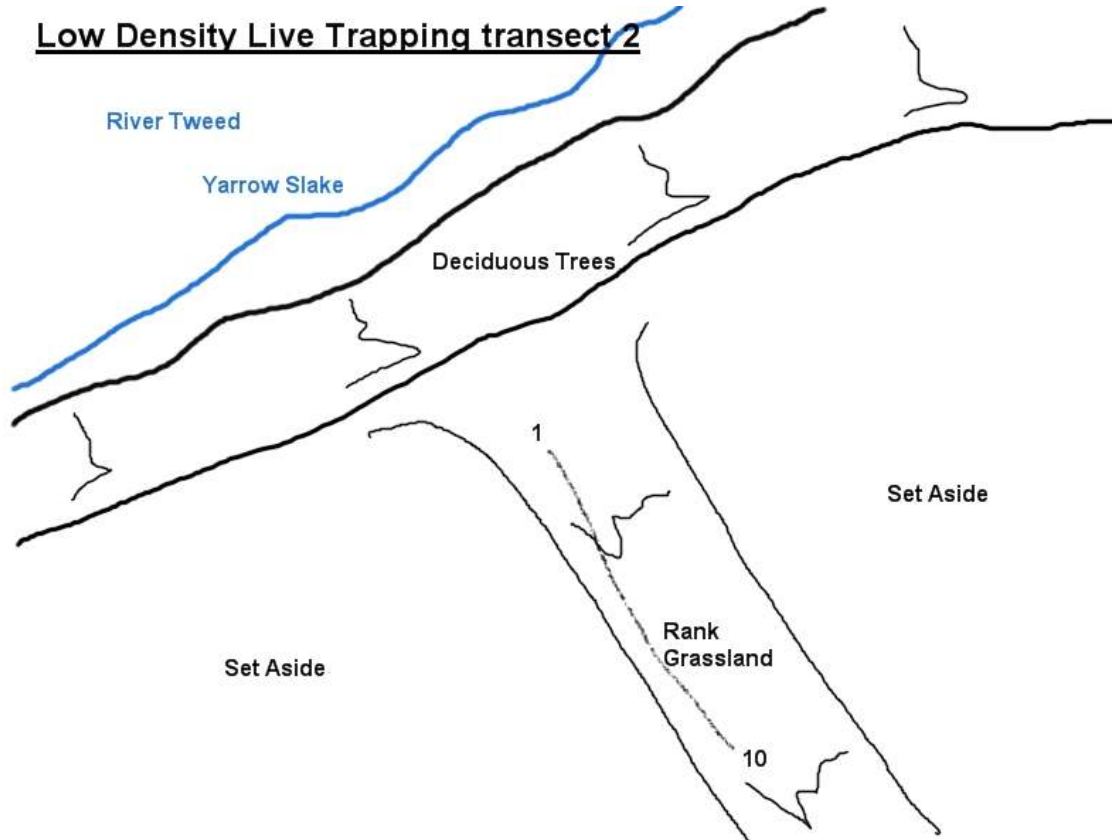 Low Density Live Trapping transect 2
River Tweed
Yarrow Slake
Deciduous Trees
1
Set Aside
Rank
Grassland
Set Aside
10